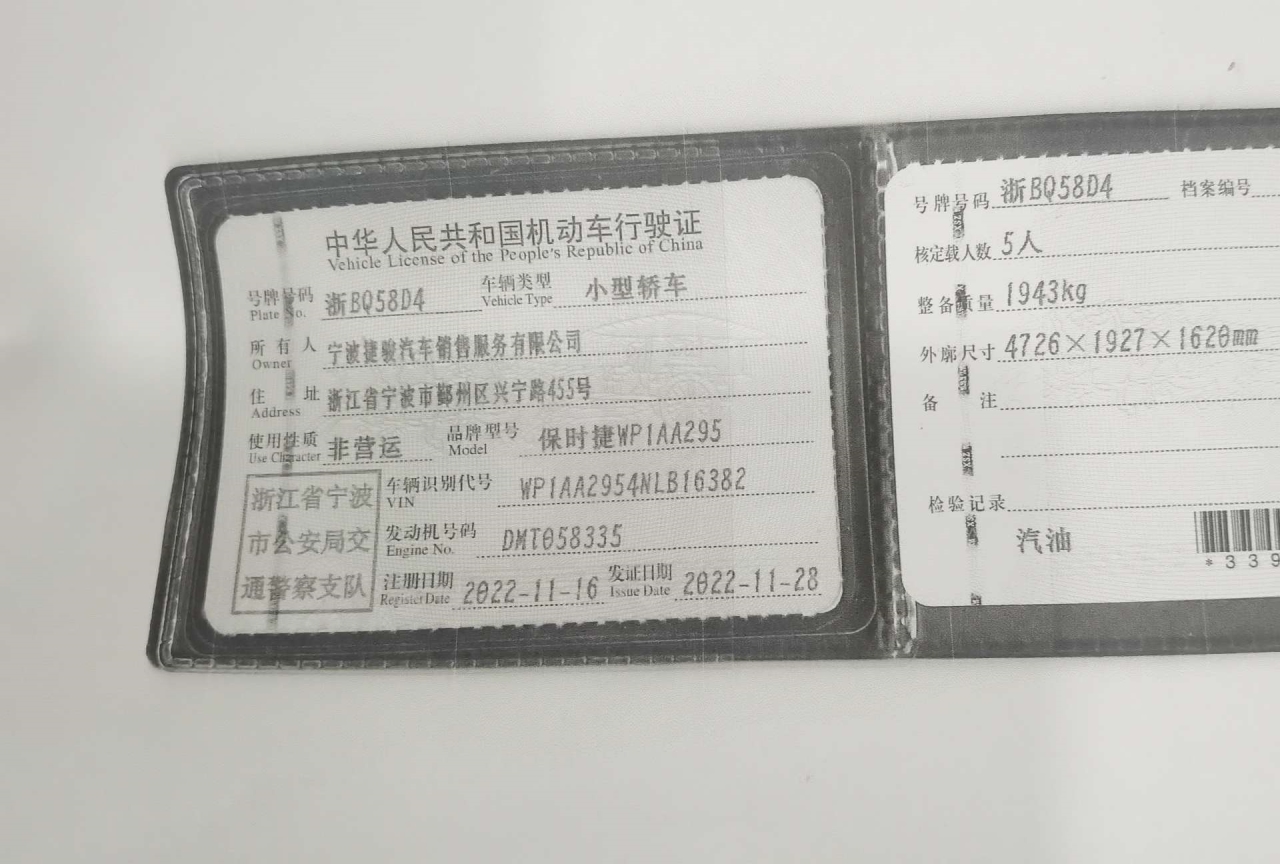 中华人民共和国机动车行驶证
Vehicle License of the People's Republic of China
号牌号码 浙BQ58D4 车辆类型 小型轿车
Plate No. Vehicle Type
所有人 宁波捷骏汽车销售服务有限公司
Owner
住址 浙江省宁波市鄞州区兴宁路455号
Address
使用性质 非营运 品牌型号 保时捷WP1AA295
Use Character Model
浙江省宁波
市公安局交
通警察支队
车辆识别代号 WP1AA2954NLB16382
VIN
发动机号码 DMT058335
Engine No.
注册日期 2022-11-16 发证日期 2022-11-28
Register Date Issue Date
号牌号码 浙BQ58D4 档案编号
核定载人数 5人
整备质量 1943kg
外廓尺寸 4726×1927×1620mm
备注
检验记录
汽油
*339